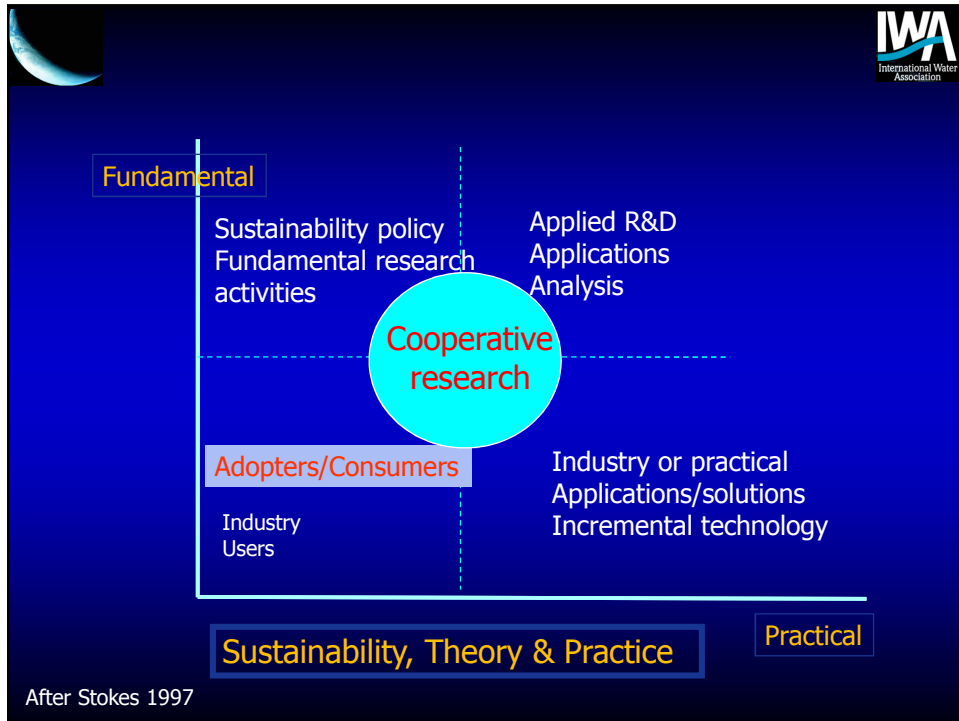 IWA
International Water
Association
Fundamental
Sustainability policy
Fundamental research
activities
Applied R&D
Applications
Analysis
Cooperative
research
Adopters/Consumers
Industry
Users
Industry or practical
Applications/solutions
Incremental technology
Practical
Sustainability, Theory & Practice
After Stokes 1997